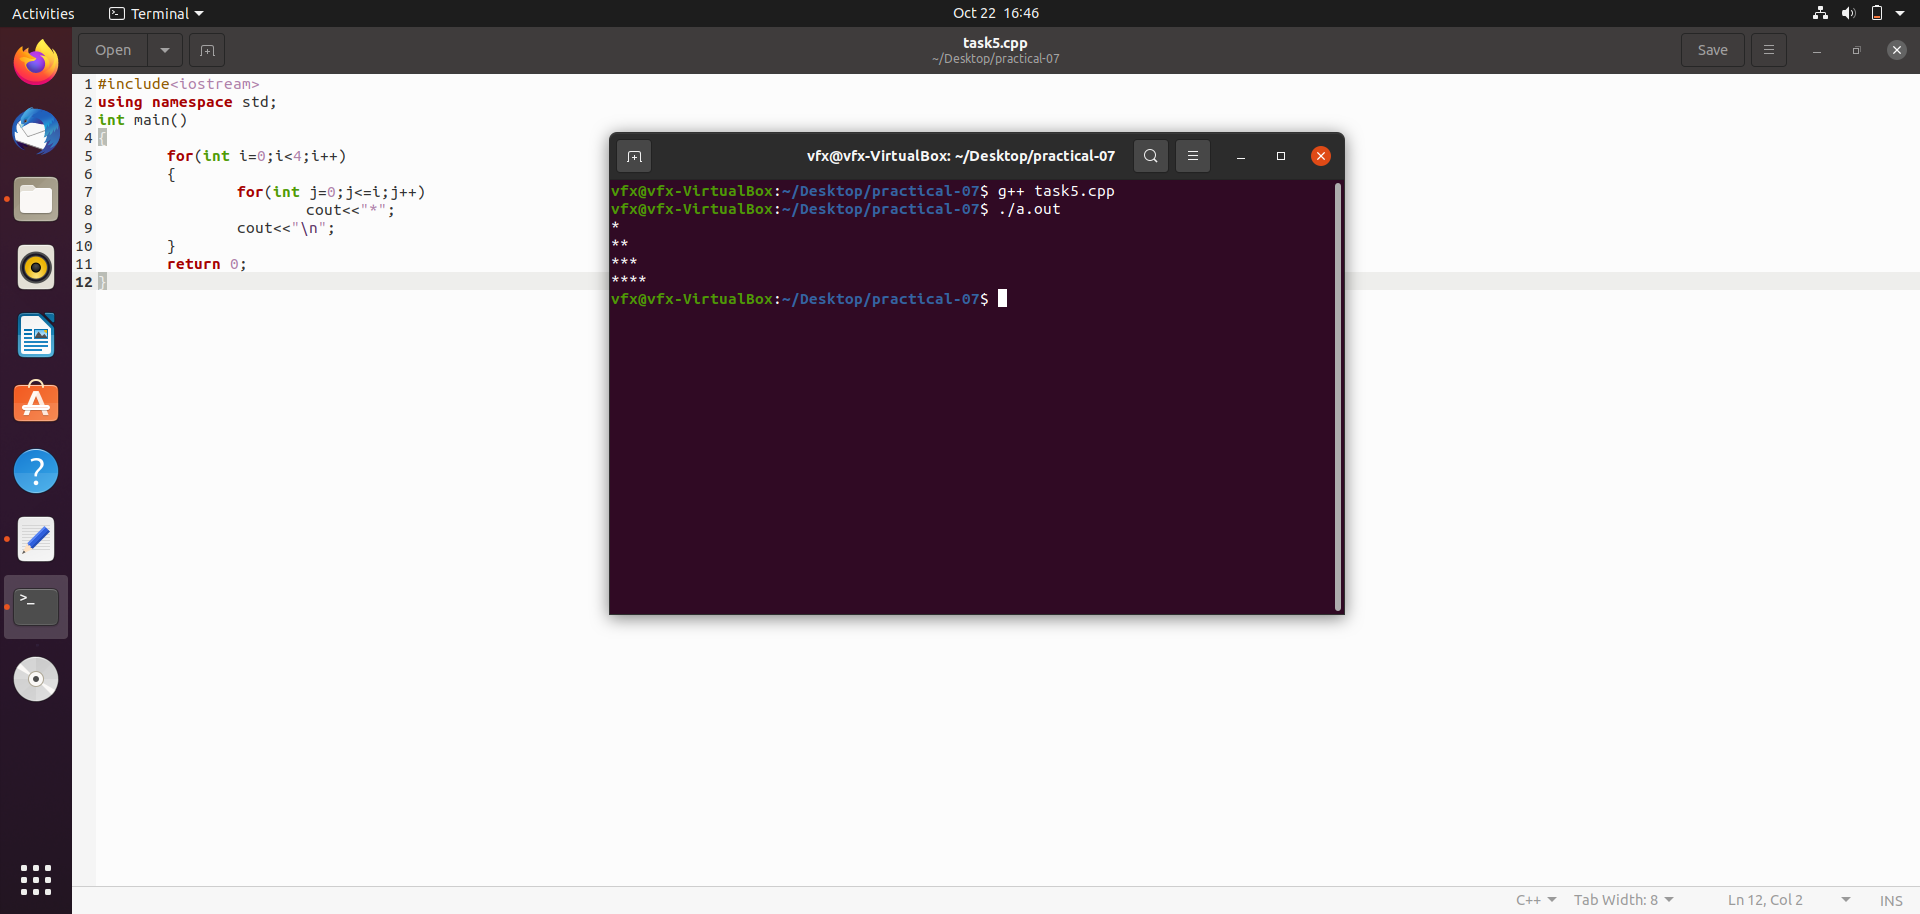 Activities Terminal Oct 22 16:46
Open task5.cpp Save
~/Desktop/practical-07
1 #include<iostream>
2 using namespace std;
3 int main()
4 {
5 for(int i=0;i<4;i++)
6 {
7 for(int j=0;j<=i;j++)
8 cout<<"*";
9 cout<<"\n";
10 }
11 return 0;
12 }
vfx@vfx-VirtualBox: ~/Desktop/practical-07
vfx@vfx-VirtualBox:~/Desktop/practical-07$ g++ task5.cpp
vfx@vfx-VirtualBox:~/Desktop/practical-07$ ./a.out
*
**
***
****
vfx@vfx-VirtualBox:~/Desktop/practical-07$
C++ Tab Width: 8 Ln 12, Col 2 INS